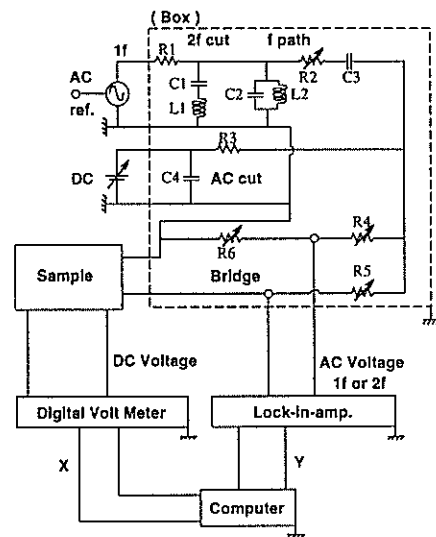 ( Box )
1f
2f cut
f path
R1
R2
C3
AC
ref.
C1
L1
C2
L2
R3
DC
C4
AC cut
R6
R4
Sample
Bridge
R5
DC Voltage
AC Voltage
1f or 2f
Digital Volt Meter
Lock-in-amp.
X
Y
Computer